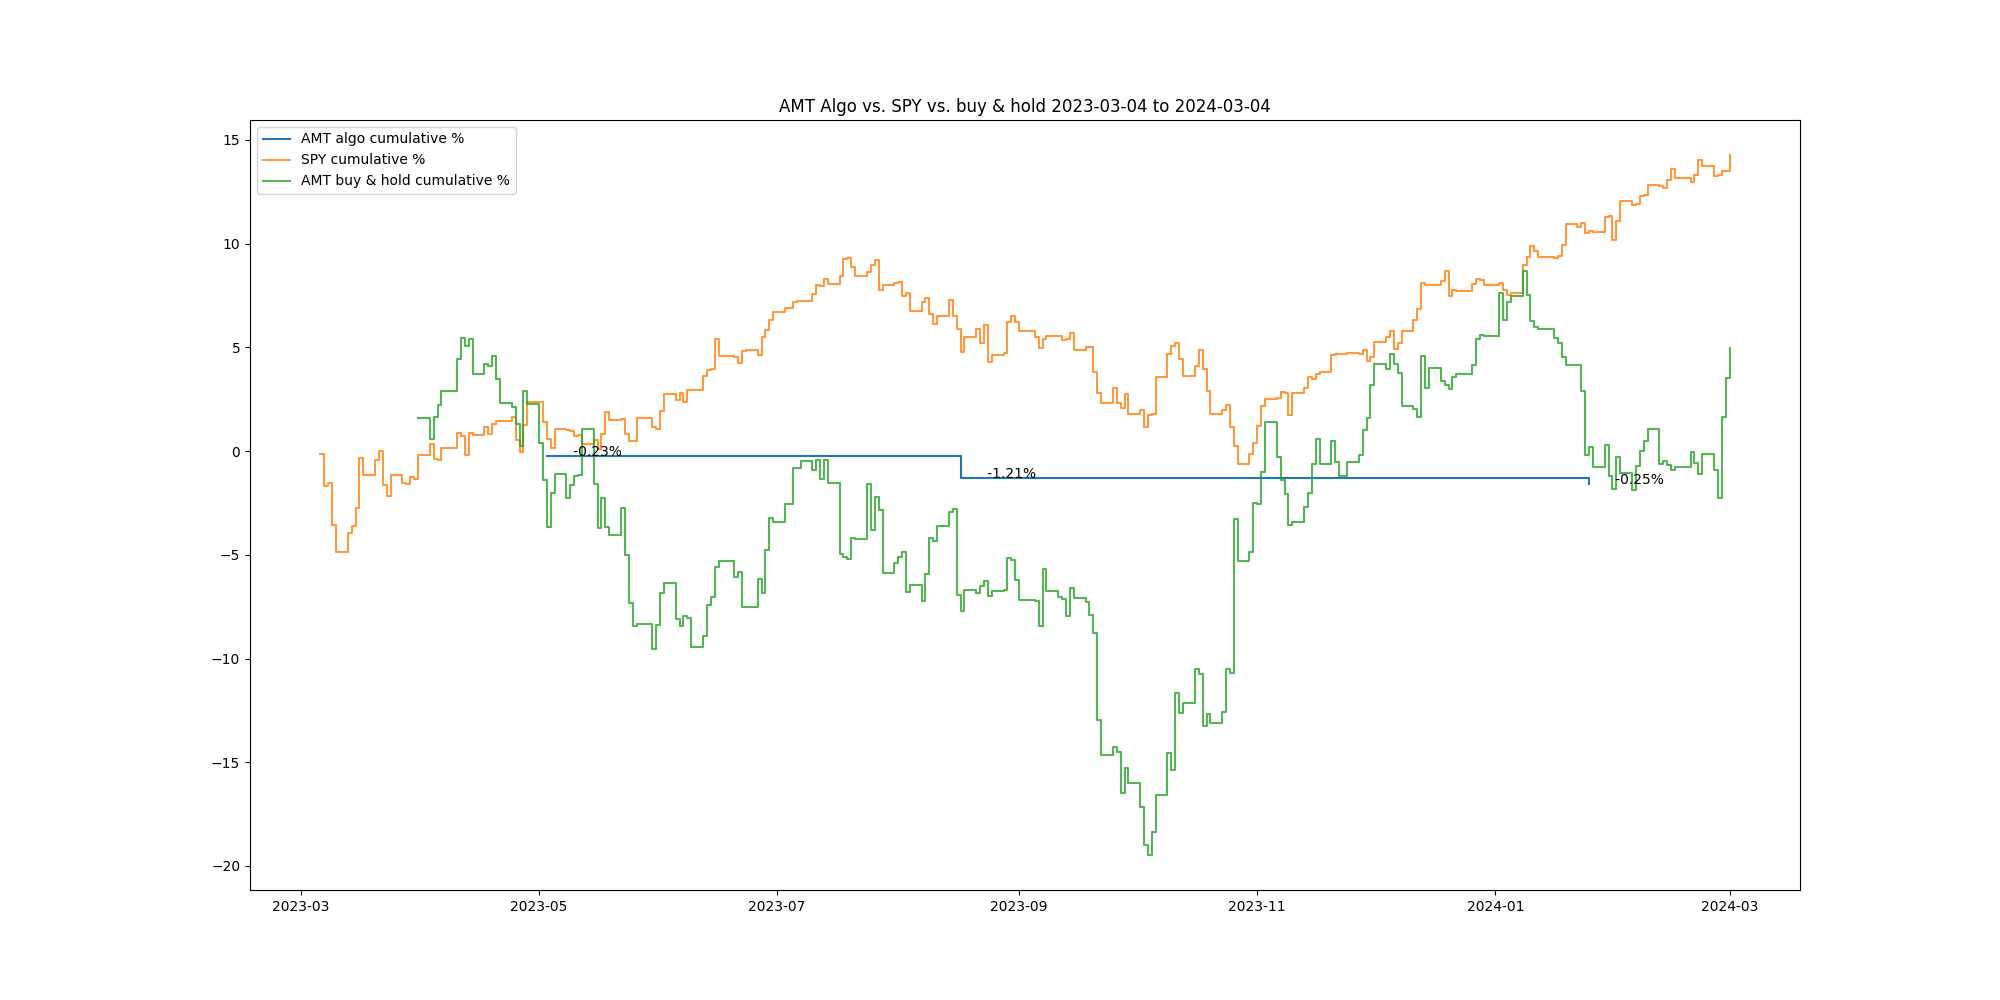 AMT Algo vs. SPY vs. buy & hold 2023-03-04 to 2024-03-04
AMT algo cumulative %
SPY cumulative %
AMT buy & hold cumulative %
15
10
5
0
−5
−10
−15
−20
-0.23%
-1.21%
-0.25%
2023-03 2023-05 2023-07 2023-09 2023-11 2024-01 2024-03